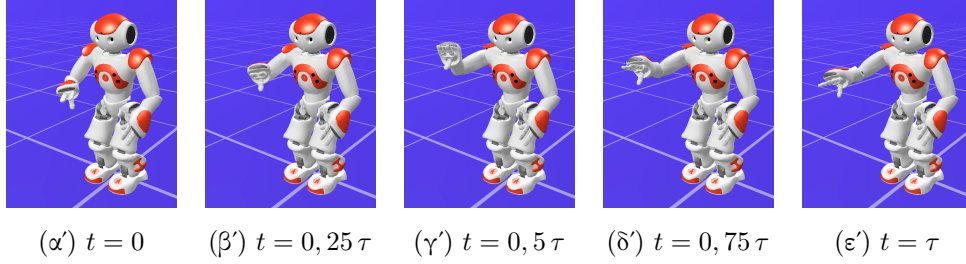 (α΄) t = 0 (β΄) t = 0, 25 τ (γ΄) t = 0, 5 τ (δ΄) t = 0, 75 τ (ε΄) t = τ